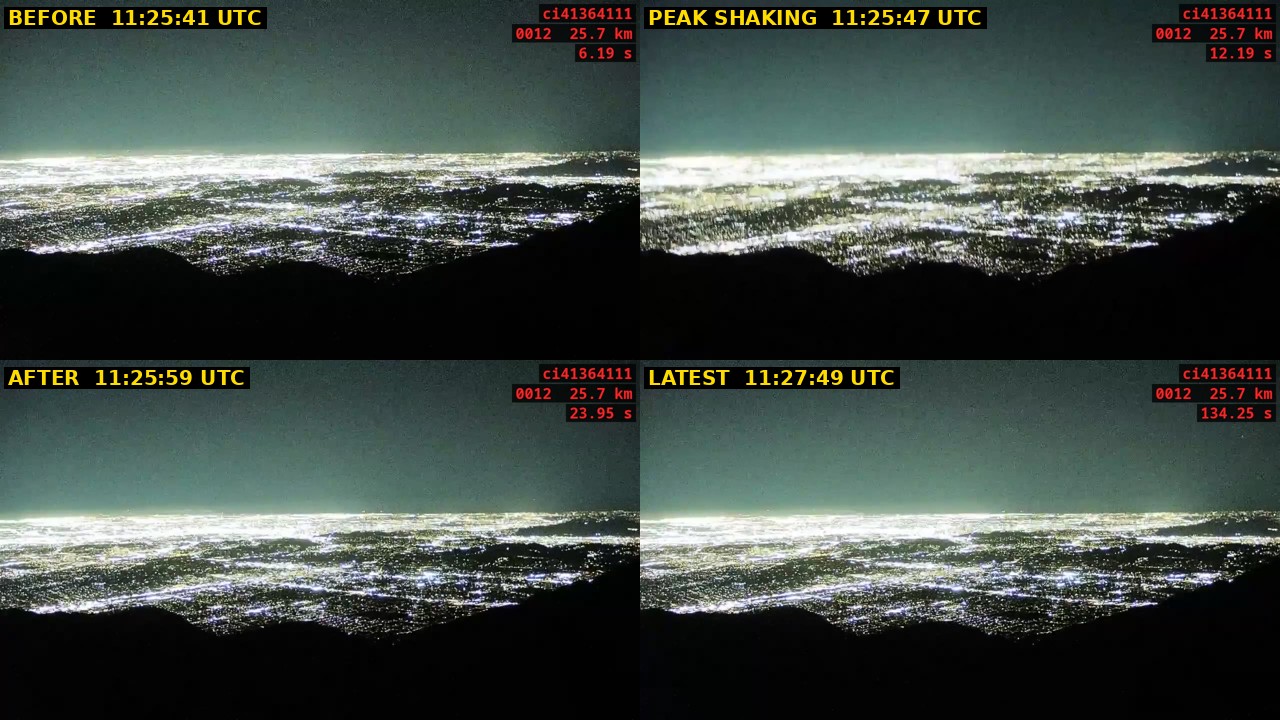 BEFORE 11:25:41 UTC
ci41364111
0012 25.7 km
6.19 s
PEAK SHAKING 11:25:47 UTC
ci41364111
0012 25.7 km
12.19 s
AFTER 11:25:59 UTC
ci41364111
0012 25.7 km
23.95 s
LATEST 11:27:49 UTC
ci41364111
0012 25.7 km
134.25 s